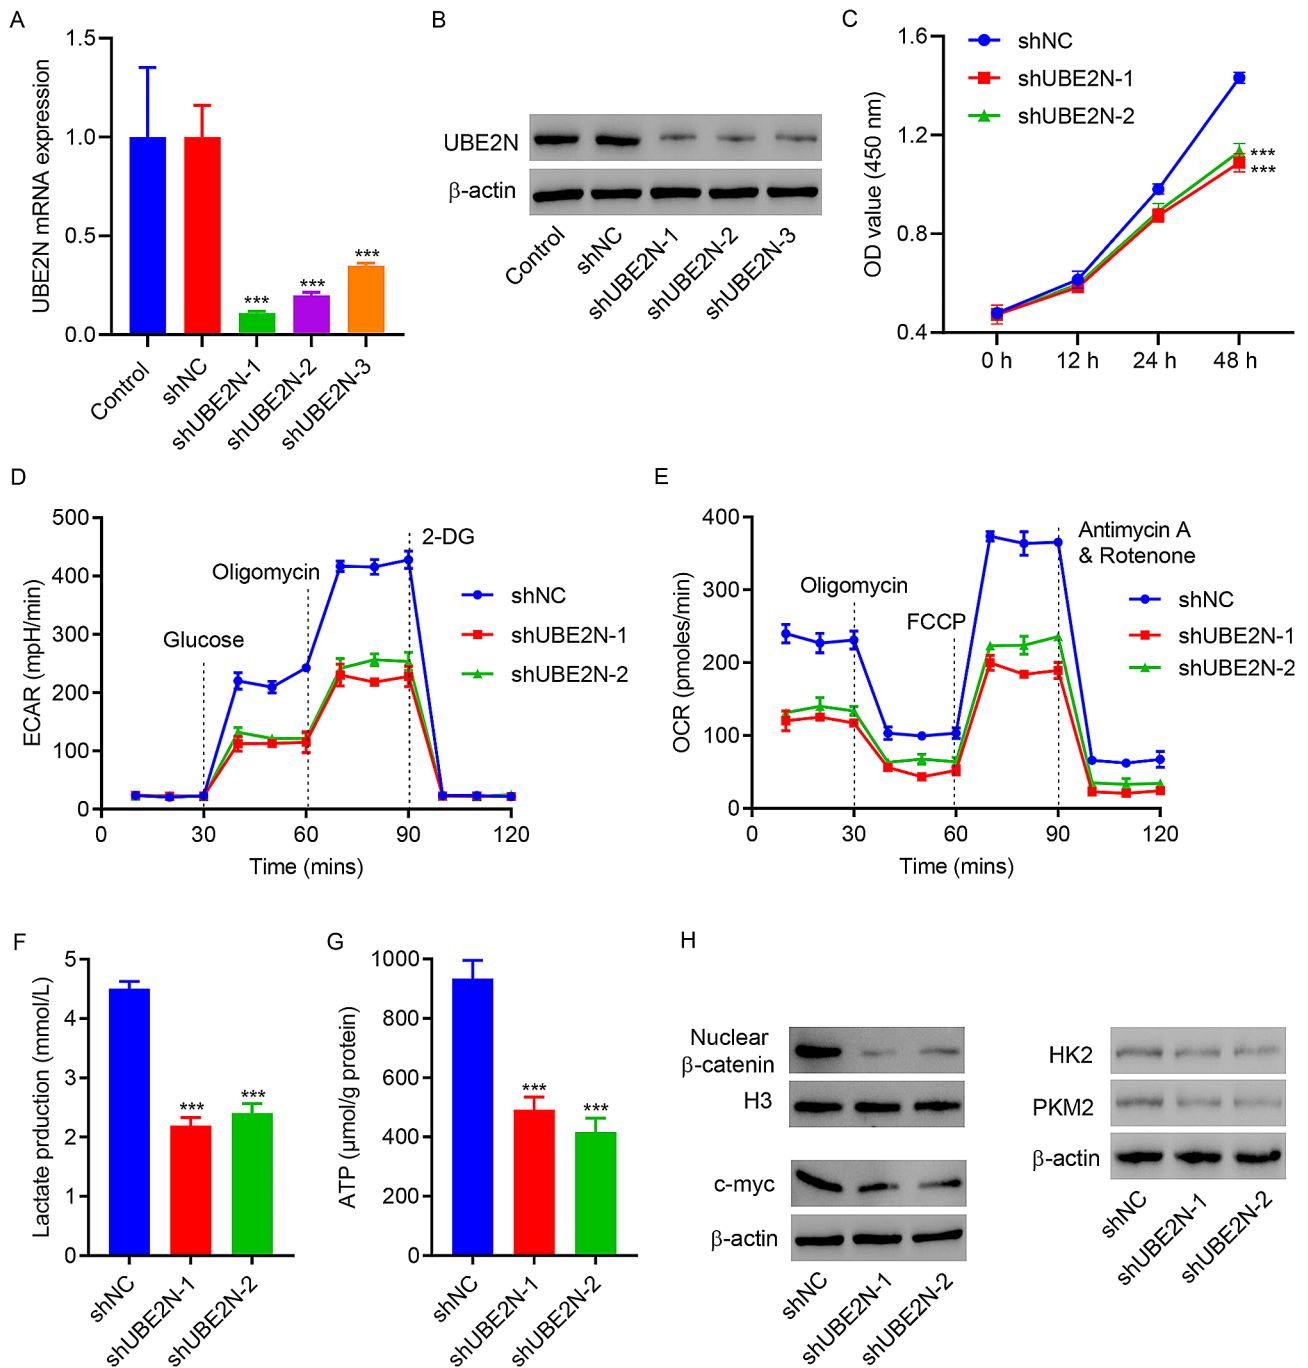 A
1.5
1.0
0.5
0.0
UBE2N mRNA expression
***
***
***
Control
shNC
shUBE2N-1
shUBE2N-2
shUBE2N-3
B
UBE2N
β-actin
Control
shNC
shUBE2N-1
shUBE2N-2
shUBE2N-3
C
1.6
1.2
0.8
0.4
OD value (450 nm)
shNC
shUBE2N-1
shUBE2N-2
***
***
0 h
12 h
24 h
48 h
D
500
400
300
200
100
0
ECAR (mpH/min)
Glucose
Oligomycin
2-DG
shNC
shUBE2N-1
shUBE2N-2
0
30
60
90
120
Time (mins)
E
400
300
200
100
0
OCR (pmoles/min)
Oligomycin
FCCP
Antimycin A
& Rotenone
shNC
shUBE2N-1
shUBE2N-2
0
30
60
90
120
Time (mins)
F
5
4
3
2
1
0
Lactate prduction (mmol/L)
***
***
shNC
shUBE2N-1
shUBE2N-2
G
1000
800
600
400
200
0
ATP (μmol/g protein)
***
***
shNC
shUBE2N-1
shUBE2N-2
H
Nuclear
β-catenin
H3
c-myc
β-actin
shNC
shUBE2N-1
shUBE2N-2
HK2
PKM2
β-actin
shNC
shUBE2N-1
shUBE2N-2